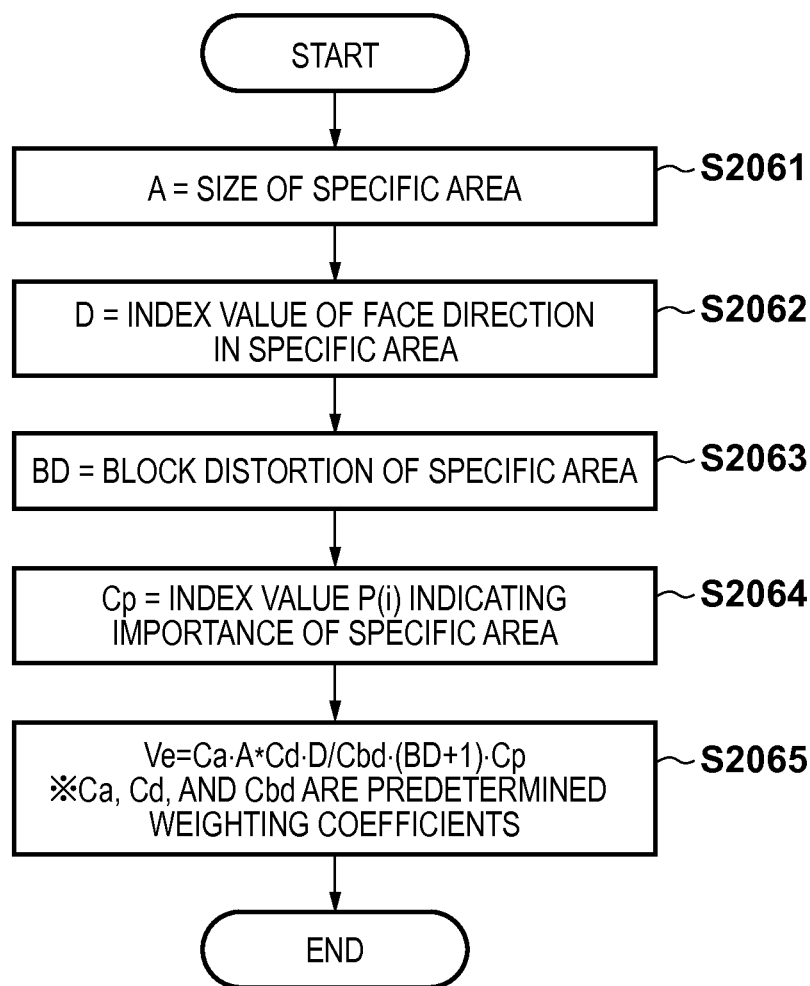 START
A = SIZE OF SPECIFIC AREA
S2061
D = INDEX VALUE OF FACE DIRECTION
IN SPECIFIC AREA
S2062
BD = BLOCK DISTORTION OF SPECIFIC AREA
S2063
Cp = INDEX VALUE P(i) INDICATING
IMPORTANCE OF SPECIFIC AREA
S2064
Ve=Ca·A*Cd·D/Cbd·(BD+1)·Cp
※Ca, Cd, AND Cbd ARE PREDETERMINED
WEIGHTING COEFFICIENTS
S2065
END